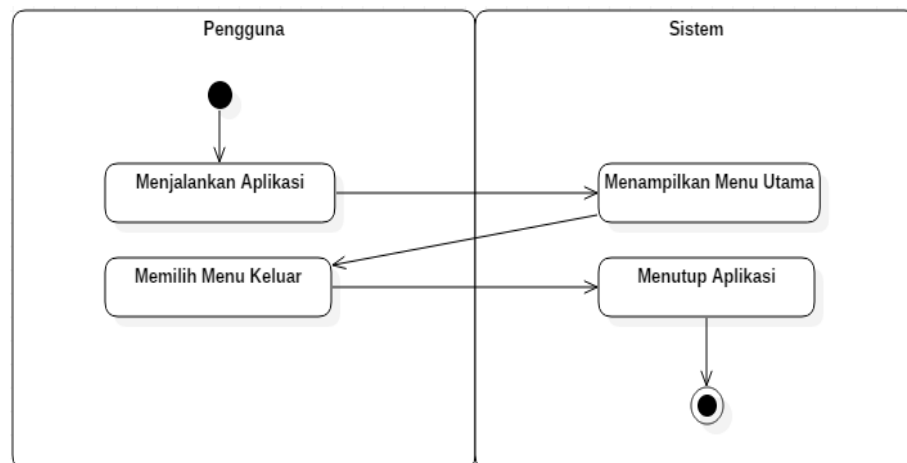 Pengguna
Sistem
Menjalankan Aplikasi
Menampilkan Menu Utama
Memilih Menu Keluar
Menutup Aplikasi